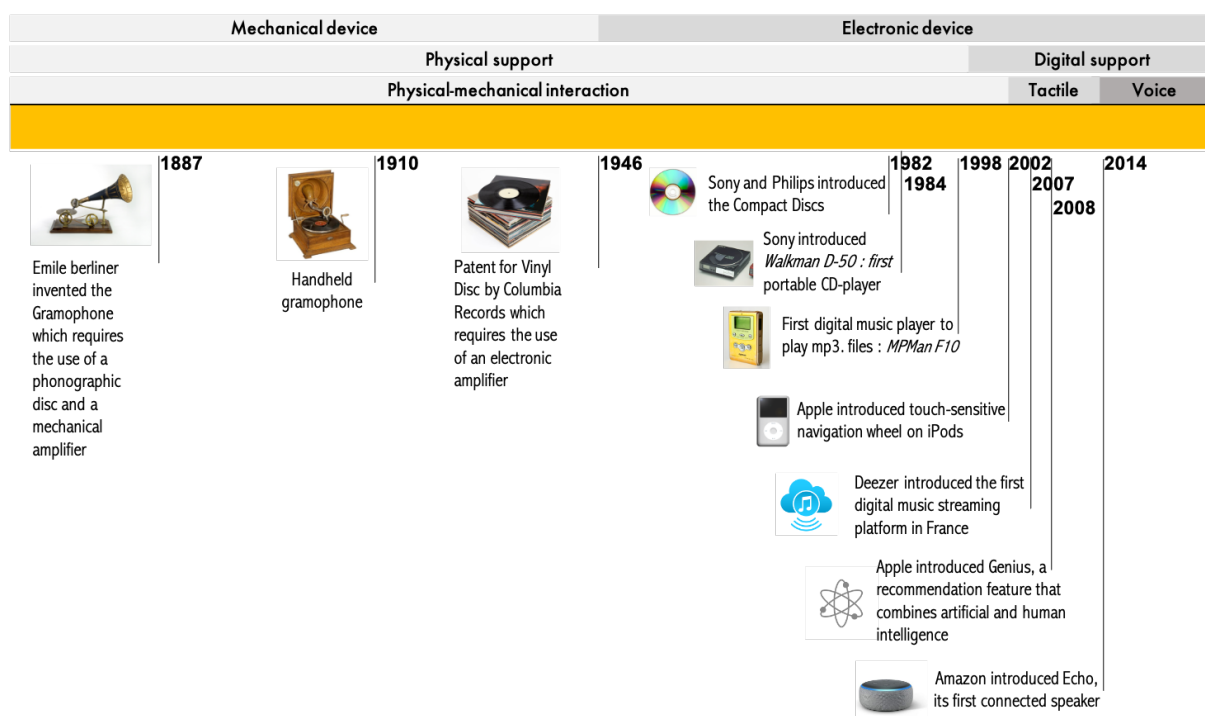 Mechanical device
Electronic device
Physical support
Digital support
Physical-mechanical interaction
Tactile
Voice
1887
1910
1946
1982
1984
1998
2002
2007
2008
2014
Emile berliner
invented the
Gramophone
which requires
the use of a
phonographic
disc and a
mechanical
amplifier
Handheld
gramophone
Patent for Vinyl
Disc by Columbia
Records which
requires the use
of an electronic
amplifier
Sony and Philips introduced
the Compact Discs
Sony introduced
Walkman D-50 : first
portable CD-player
First digital music player to
play mp3. files : MPMan F10
Apple introduced touch-sensitive
navigation wheel on iPods
Deezer introduced the first
digital music streaming
platform in France
Apple introduced Genius, a
recommendation feature that
combines artificial and human
intelligence
Amazon introduced Echo,
its first connected speaker